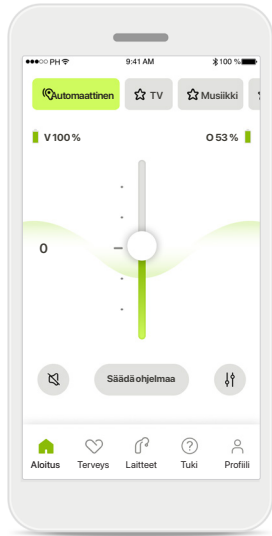 PH 9:41 AM 100 %
Automaattinen TV Musiikki
V 100 % O 53 %
0
Säädä ohjelmaa
Aloitus Terveys Laitteet Tuki Profiili